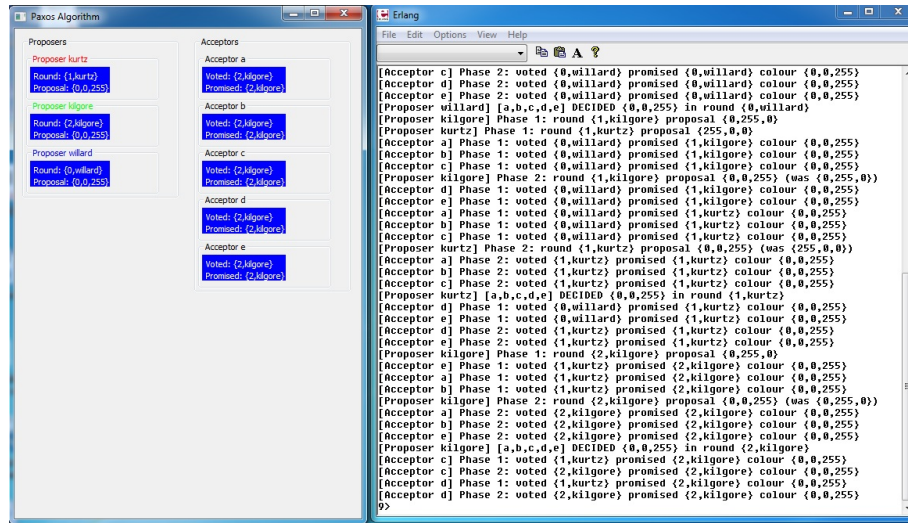 Paxos Algorithm
Proposers
Proposer kurtz
Round: {1,kurtz}
Proposal: {0,0,255}
Proposer kilgore
Round: {2,kilgore}
Proposal: {0,0,255}
Proposer willard
Round: {0,willard}
Proposal: {0,0,255}
Acceptors
Acceptor a
Voted: {2,kilgore}
Promised: {2,kilgore}
Acceptor b
Voted: {2,kilgore}
Promised: {2,kilgore}
Acceptor c
Voted: {2,kilgore}
Promised: {2,kilgore}
Acceptor d
Voted: {2,kilgore}
Promised: {2,kilgore}
Acceptor e
Voted: {2,kilgore}
Promised: {2,kilgore}
Erlang
File Edit Options View Help
[Acceptor c] Phase 2: voted {0,willard} promised {0,willard} colour {0,0,255}
[Acceptor d] Phase 2: voted {0,willard} promised {0,willard} colour {0,0,255}
[Acceptor e] Phase 2: voted {0,willard} promised {0,willard} colour {0,0,255}
[Proposer willard] [a,b,c,d,e] DECIDED {0,0,255} in round {0,willard}
[Proposer kilgore] Phase 1: round {1,kilgore} proposal {0,255,0}
[Proposer kurtz] Phase 1: round {1,kurtz} proposal {255,0,0}
[Acceptor a] Phase 1: voted {0,willard} promised {1,kilgore} colour {0,0,255}
[Acceptor b] Phase 1: voted {0,willard} promised {1,kilgore} colour {0,0,255}
[Acceptor c] Phase 1: voted {0,willard} promised {1,kilgore} colour {0,0,255}
[Proposer kilgore] Phase 2: round {1,kilgore} proposal {0,0,255} (was {0,255,0})
[Acceptor d] Phase 1: voted {0,willard} promised {1,kilgore} colour {0,0,255}
[Acceptor e] Phase 1: voted {0,willard} promised {1,kilgore} colour {0,0,255}
[Acceptor a] Phase 1: voted {0,willard} promised {1,kurtz} colour {0,0,255}
[Acceptor b] Phase 1: voted {0,willard} promised {1,kurtz} colour {0,0,255}
[Acceptor c] Phase 1: voted {0,willard} promised {1,kurtz} colour {0,0,255}
[Proposer kurtz] Phase 2: round {1,kurtz} proposal {0,0,255} (was {255,0,0})
[Acceptor a] Phase 2: voted {1,kurtz} promised {1,kurtz} colour {0,0,255}
[Acceptor b] Phase 2: voted {1,kurtz} promised {1,kurtz} colour {0,0,255}
[Acceptor c] Phase 2: voted {1,kurtz} promised {1,kurtz} colour {0,0,255}
[Proposer kurtz] [a,b,c,d,e] DECIDED {0,0,255} in round {1,kurtz}
[Acceptor d] Phase 1: voted {0,willard} promised {1,kurtz} colour {0,0,255}
[Acceptor e] Phase 1: voted {0,willard} promised {1,kurtz} colour {0,0,255}
[Acceptor d] Phase 2: voted {1,kurtz} promised {1,kurtz} colour {0,0,255}
[Acceptor e] Phase 2: voted {1,kurtz} promised {1,kurtz} colour {0,0,255}
[Proposer kilgore] Phase 1: round {2,kilgore} proposal {0,255,0}
[Acceptor e] Phase 1: voted {1,kurtz} promised {2,kilgore} colour {0,0,255}
[Acceptor a] Phase 1: voted {1,kurtz} promised {2,kilgore} colour {0,0,255}
[Acceptor b] Phase 1: voted {1,kurtz} promised {2,kilgore} colour {0,0,255}
[Proposer kilgore] Phase 2: round {2,kilgore} proposal {0,0,255} (was {0,255,0})
[Acceptor a] Phase 2: voted {2,kilgore} promised {2,kilgore} colour {0,0,255}
[Acceptor b] Phase 2: voted {2,kilgore} promised {2,kilgore} colour {0,0,255}
[Acceptor e] Phase 2: voted {2,kilgore} promised {2,kilgore} colour {0,0,255}
[Proposer kilgore] [a,b,c,d,e] DECIDED {0,0,255} in round {2,kilgore}
[Acceptor c] Phase 1: voted {1,kurtz} promised {2,kilgore} colour {0,0,255}
[Acceptor c] Phase 2: voted {2,kilgore} promised {2,kilgore} colour {0,0,255}
[Acceptor d] Phase 1: voted {1,kurtz} promised {2,kilgore} colour {0,0,255}
[Acceptor d] Phase 2: voted {2,kilgore} promised {2,kilgore} colour {0,0,255}
9>